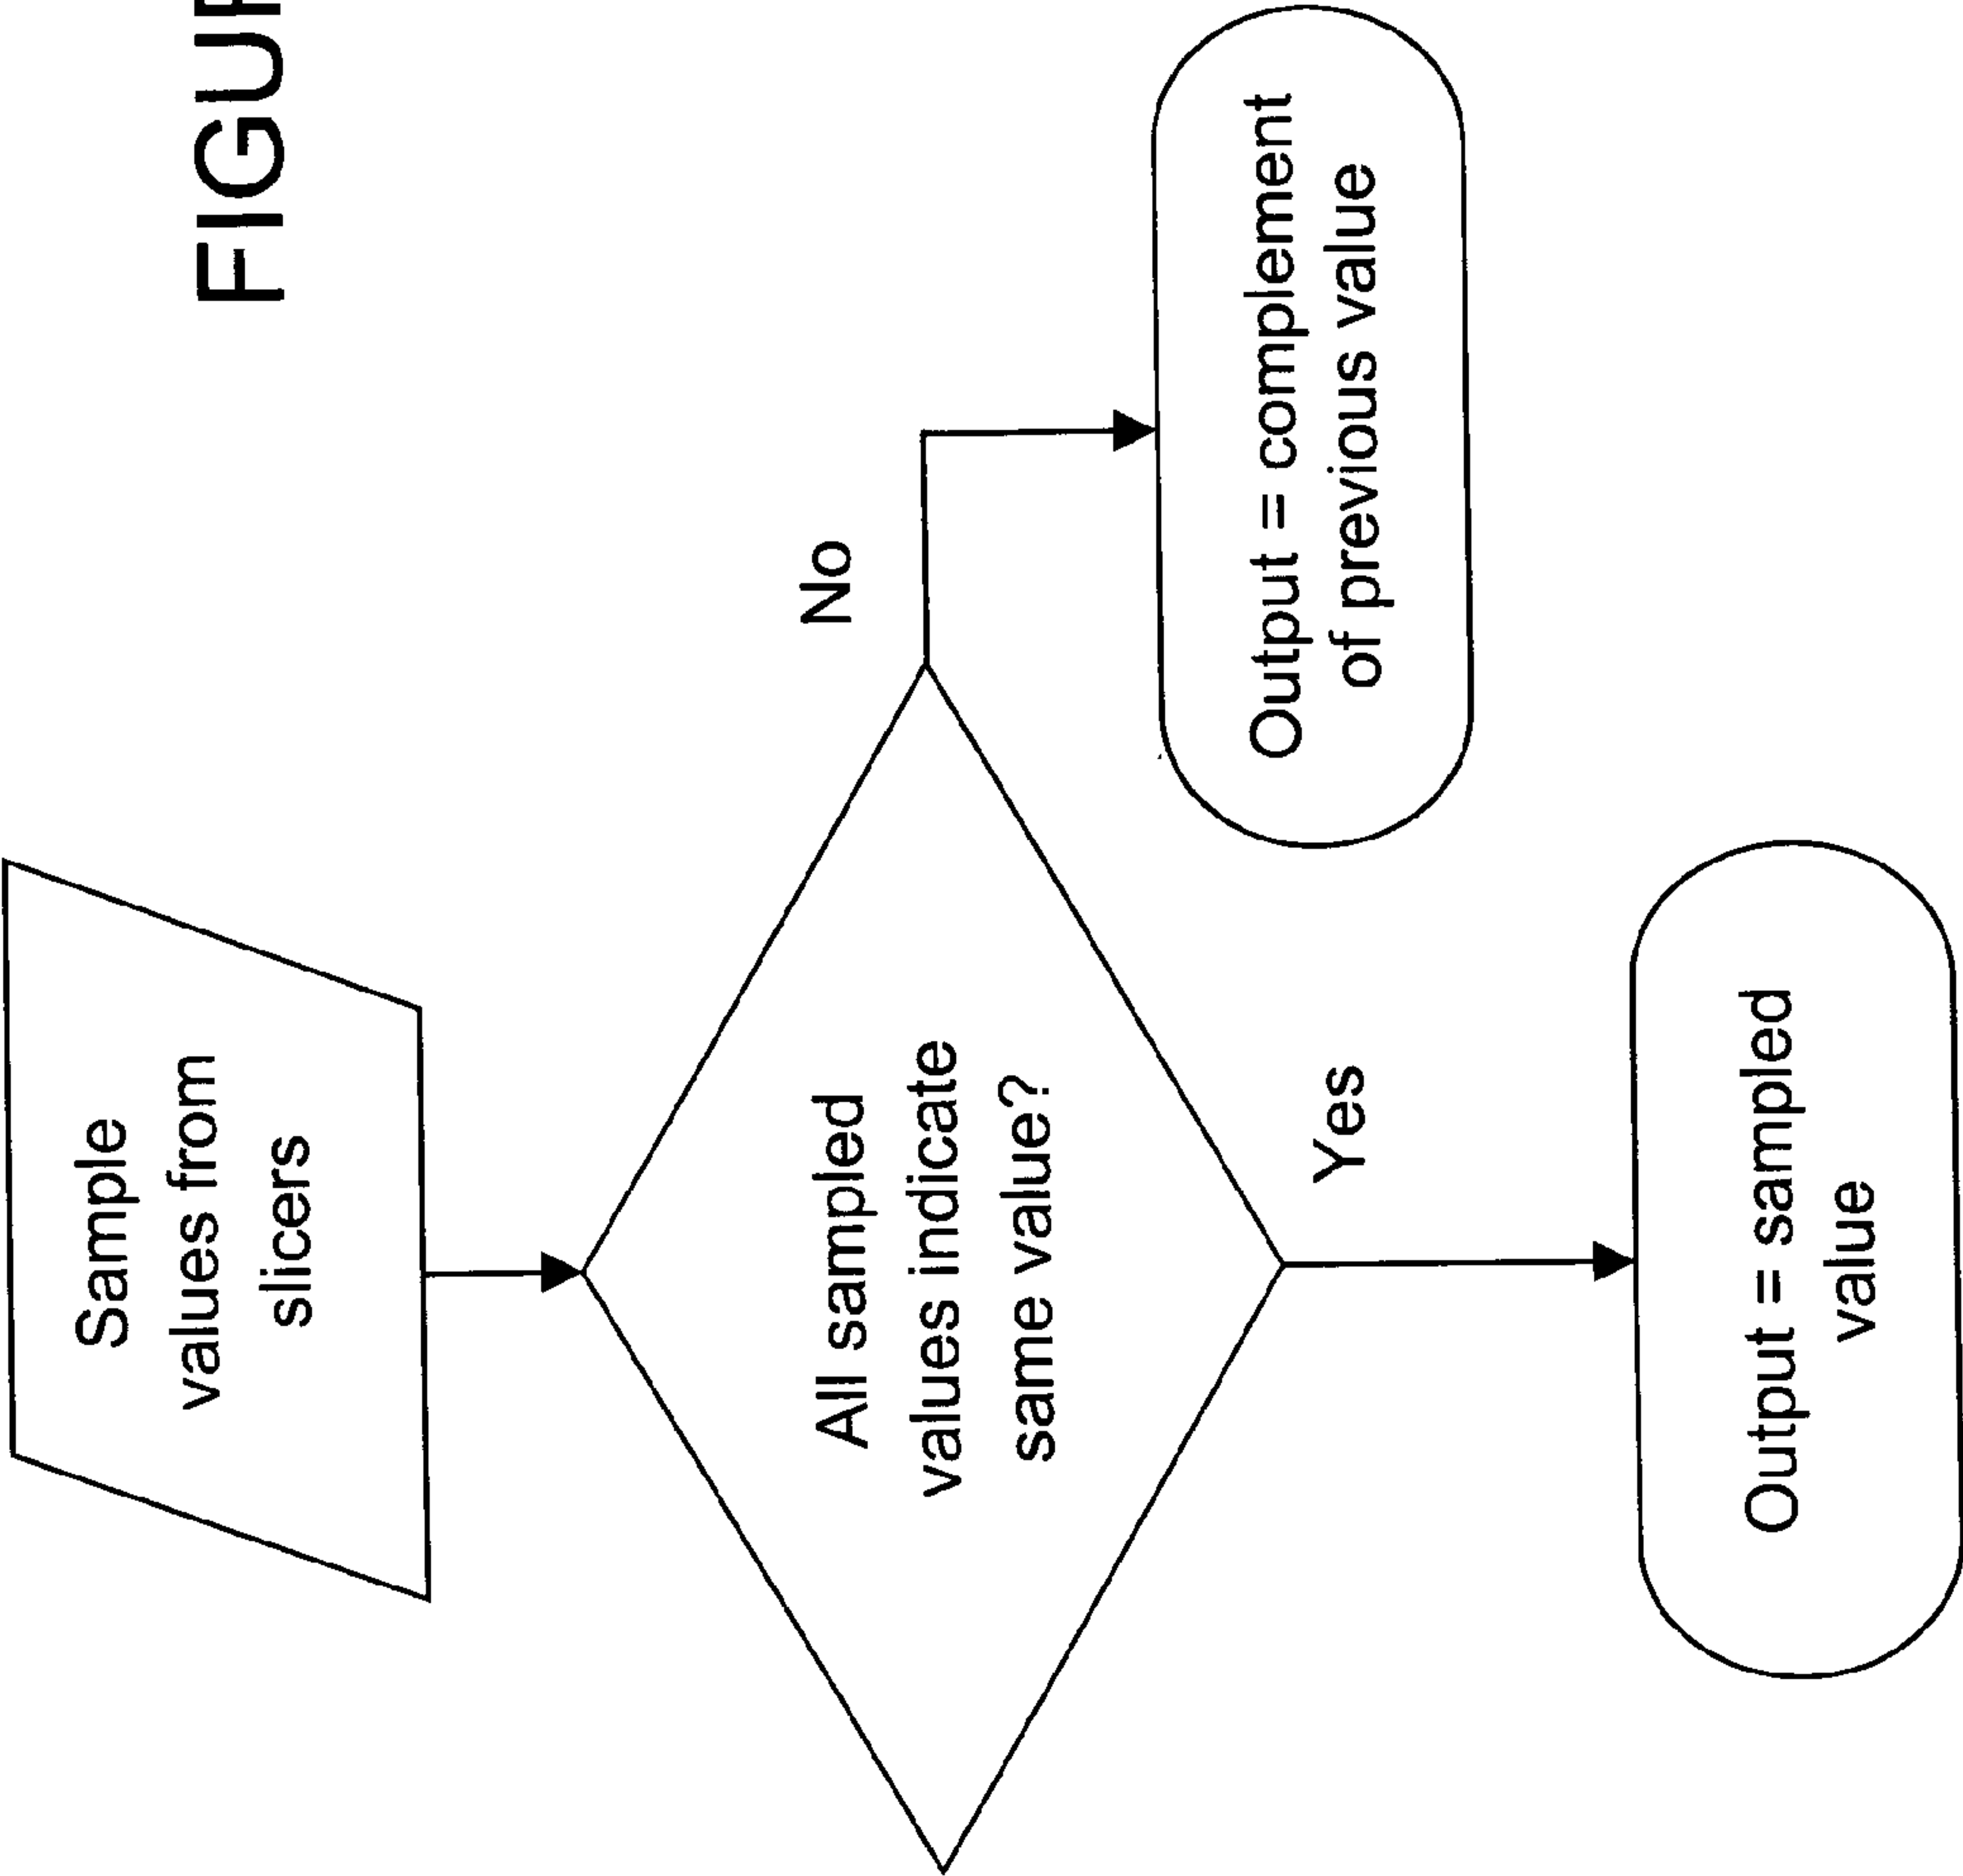 Sample
values from
slicers
All sampled
values indicate
same value?
No
Output = complement
of previous value
Yes
Output = sampled
value